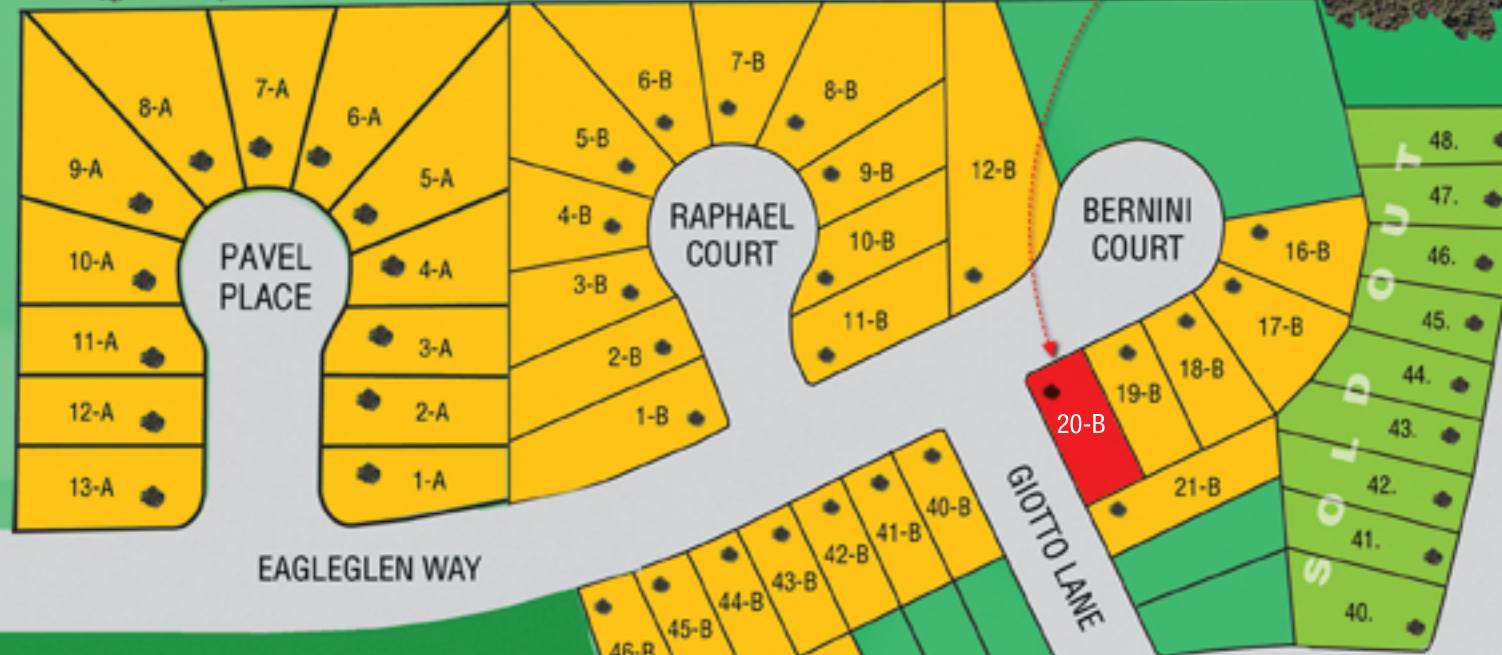 7-A
8-A
6-A
9-A
5-A
10-A
4-A
PAVEL
PLACE
11-A
3-A
12-A
2-A
13-A
1-A
7-B
6-B
8-B
5-B
9-B
4-B
RAPHAEL
COURT
10-B
3-B
11-B
2-B
1-B
12-B
BERNINI
COURT
16-B
17-B
18-B
19-B
20-B
21-B
EAGLEGLEN WAY
GIOTTO LANE
40-B
41-B
42-B
43-B
44-B
45-B
46-B
48.
47.
46.
45.
44.
43.
42.
41.
40.
SOLD OUT